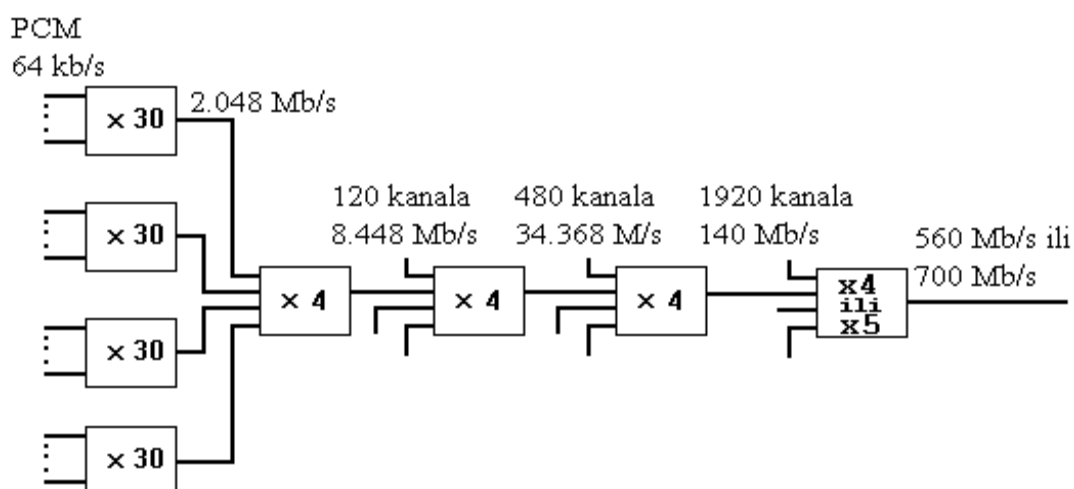 PCM
64 kb/s
× 30
2.048 Mb/s
× 30
120 kanala
8.448 Mb/s
480 kanala
34.368 M/s
1920 kanala
140 Mb/s
560 Mb/s ili
700 Mb/s
× 4
× 4
× 4
x4
ili
x5
× 30
× 30